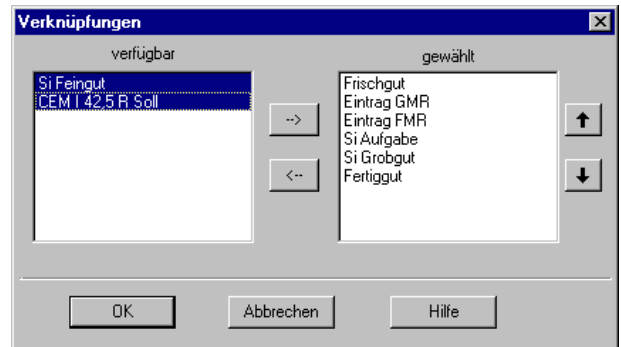 Verknüpfungen
verfügbar
gewählt
Si Feingut
CEM I 42,5 R Soll
-->
<--
Frischgut
Eintrag GMR
Eintrag FMR
Si Aufgabe
Si Grobgut
Fertiggut
OK
Abbrechen
Hilfe